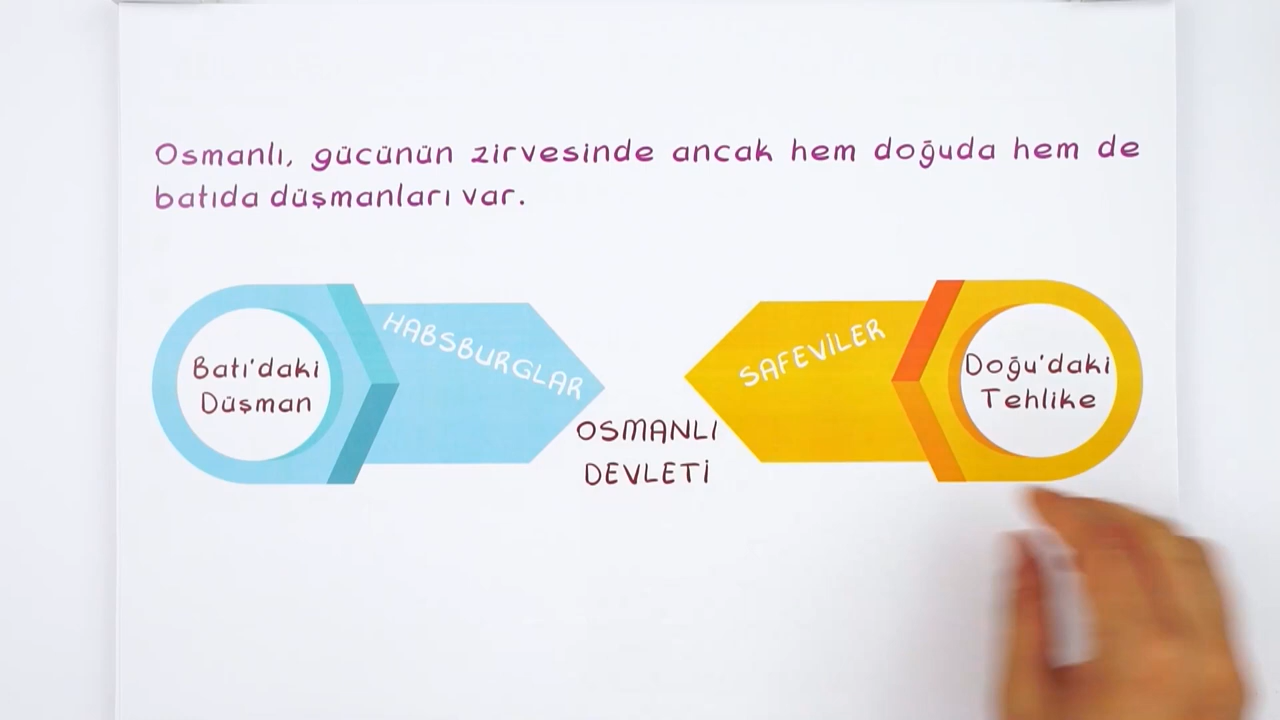 Osmanlı, gücünün zirvesinde ancak hem doğuda hem de
batıda düşmanları var.
Batı'daki
Düşman
HABSBURGLAR
OSMANLI
DEVLETİ
SAFEVİLER
Doğu'daki
Tehlike